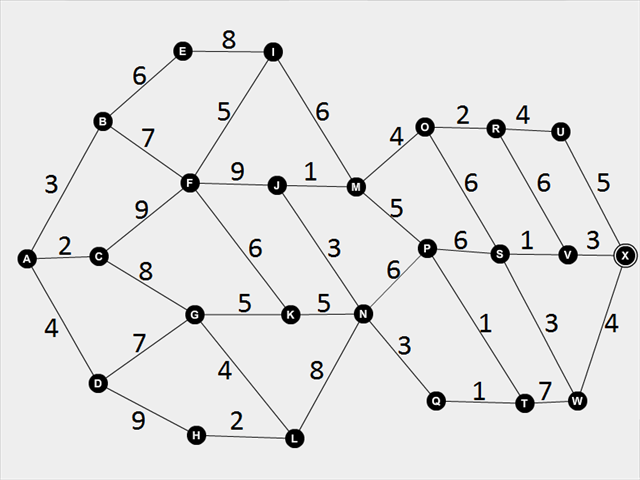 8
E I
6
5 6
B 7
4 O 2 R 4 U
3
F 9 J 1 M
9
6 3 5
6 6 5
A 2 C
8
P 6 S 1 V 3 X
6
4
7
G 5 K 5 N
4 8
1 3 4
3
D
9
H 2 L
Q 1 T 7 W